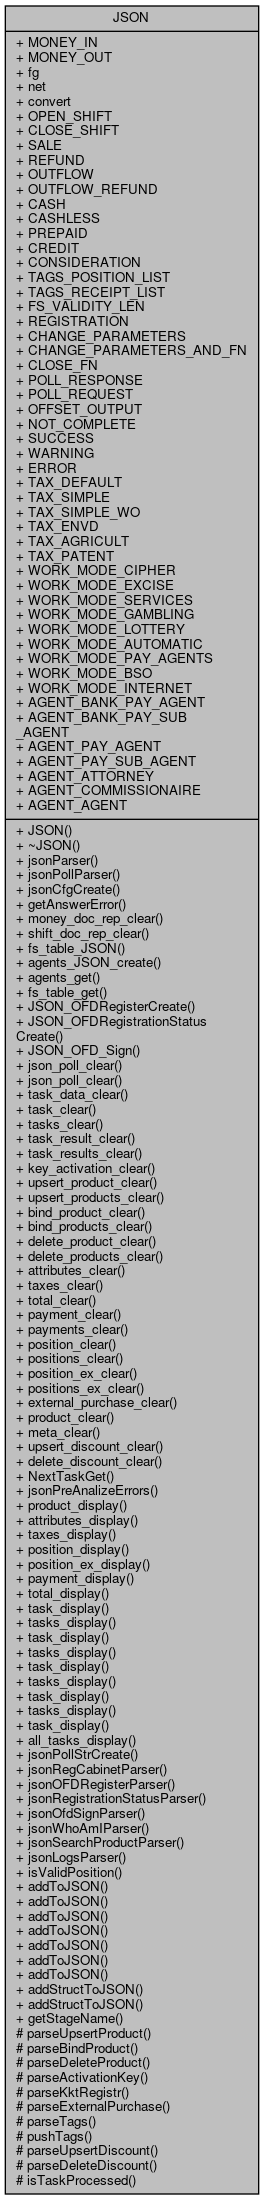 JSON
+ MONEY_IN
+ MONEY_OUT
+ fg
+ net
+ convert
+ OPEN_SHIFT
+ CLOSE_SHIFT
+ SALE
+ REFUND
+ OUTFLOW
+ OUTFLOW_REFUND
+ CASH
+ CASHLESS
+ PREPAID
+ CREDIT
+ CONSIDERATION
+ TAGS_POSITION_LIST
+ TAGS_RECEIPT_LIST
+ FS_VALIDITY_LEN
+ REGISTRATION
+ CHANGE_PARAMETERS
+ CHANGE_PARAMETERS_AND_FN
+ CLOSE_FN
+ POLL_RESPONSE
+ POLL_REQUEST
+ OFFSET_OUTPUT
+ NOT_COMPLETE
+ SUCCESS
+ WARNING
+ ERROR
+ TAX_DEFAULT
+ TAX_SIMPLE
+ TAX_SIMPLE_WO
+ TAX_ENVD
+ TAX_AGRICULT
+ TAX_PATENT
+ WORK_MODE_CIPHER
+ WORK_MODE_EXCISE
+ WORK_MODE_SERVICES
+ WORK_MODE_GAMBLING
+ WORK_MODE_LOTTERY
+ WORK_MODE_AUTOMATIC
+ WORK_MODE_PAY_AGENTS
+ WORK_MODE_BSO
+ WORK_MODE_INTERNET
+ AGENT_BANK_PAY_AGENT
+ AGENT_BANK_PAY_SUB
_AGENT
+ AGENT_PAY_AGENT
+ AGENT_PAY_SUB_AGENT
+ AGENT_ATTORNEY
+ AGENT_COMMISSIONAIRE
+ AGENT_AGENT
+ JSON()
+ ~JSON()
+ jsonParser()
+ jsonPollParser()
+ jsonCfgCreate()
+ getAnswerError()
+ money_doc_rep_clear()
+ shift_doc_rep_clear()
+ fs_table_JSON()
+ agents_JSON_create()
+ agents_get()
+ fs_table_get()
+ JSON_OFDRegisterCreate()
+ JSON_OFDRegistrationStatus
Create()
+ JSON_OFD_Sign()
+ json_poll_clear()
+ json_poll_clear()
+ task_data_clear()
+ task_clear()
+ tasks_clear()
+ task_result_clear()
+ task_results_clear()
+ key_activation_clear()
+ upsert_product_clear()
+ upsert_products_clear()
+ bind_product_clear()
+ bind_products_clear()
+ delete_product_clear()
+ delete_products_clear()
+ attributes_clear()
+ taxes_clear()
+ total_clear()
+ payment_clear()
+ payments_clear()
+ position_clear()
+ positions_clear()
+ position_ex_clear()
+ positions_ex_clear()
+ external_purchase_clear()
+ product_clear()
+ meta_clear()
+ upsert_discount_clear()
+ delete_discount_clear()
+ NextTaskGet()
+ jsonPreAnalizeErrors()
+ product_display()
+ attributes_display()
+ taxes_display()
+ position_display()
+ position_ex_display()
+ payment_display()
+ total_display()
+ task_display()
+ tasks_display()
+ task_display()
+ tasks_display()
+ task_display()
+ tasks_display()
+ task_display()
+ tasks_display()
+ task_display()
+ all_tasks_display()
+ jsonPollStrCreate()
+ jsonRegCabinetParser()
+ jsonOFDRegisterParser()
+ jsonRegistrationStatusParser()
+ jsonOfdSignParser()
+ jsonWhoAmIParser()
+ jsonSearchProductParser()
+ jsonLogsParser()
+ isValidPosition()
+ addToJSON()
+ addToJSON()
+ addToJSON()
+ addToJSON()
+ addToJSON()
+ addToJSON()
+ addToJSON()
+ addStructToJSON()
+ addStructToJSON()
+ getStageName()
# parseUpsertProduct()
# parseBindProduct()
# parseDeleteProduct()
# parseActivationKey()
# parseKktRegistr()
# parseExternalPurchase()
# parseTags()
# pushTags()
# parseUpsertDiscount()
# parseDeleteDiscount()
# isTaskProcessed()